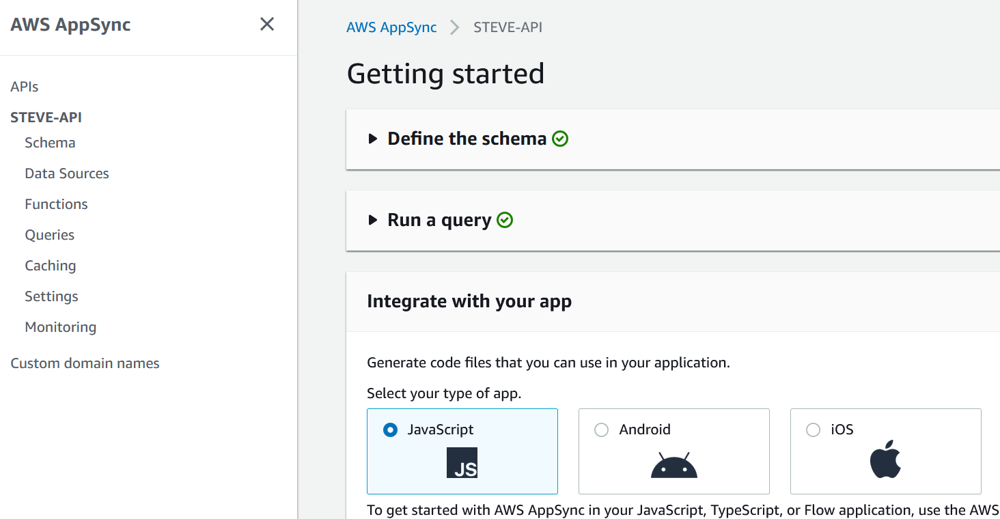 AWS AppSync
APIs
STEVE-API
Schema
Data Sources
Functions
Queries
Caching
Settings
Monitoring
Custom domain names
AWS AppSync
STEVE-API
Getting started
Define the schema
Run a query
Integrate with your app
Generate code files that you can use in your application.
Select your type of app.
JavaScript
JS
Android
iOS
To get started with AWS AppSync in your JavaScript, TypeScript, or Flow application, use the AWS